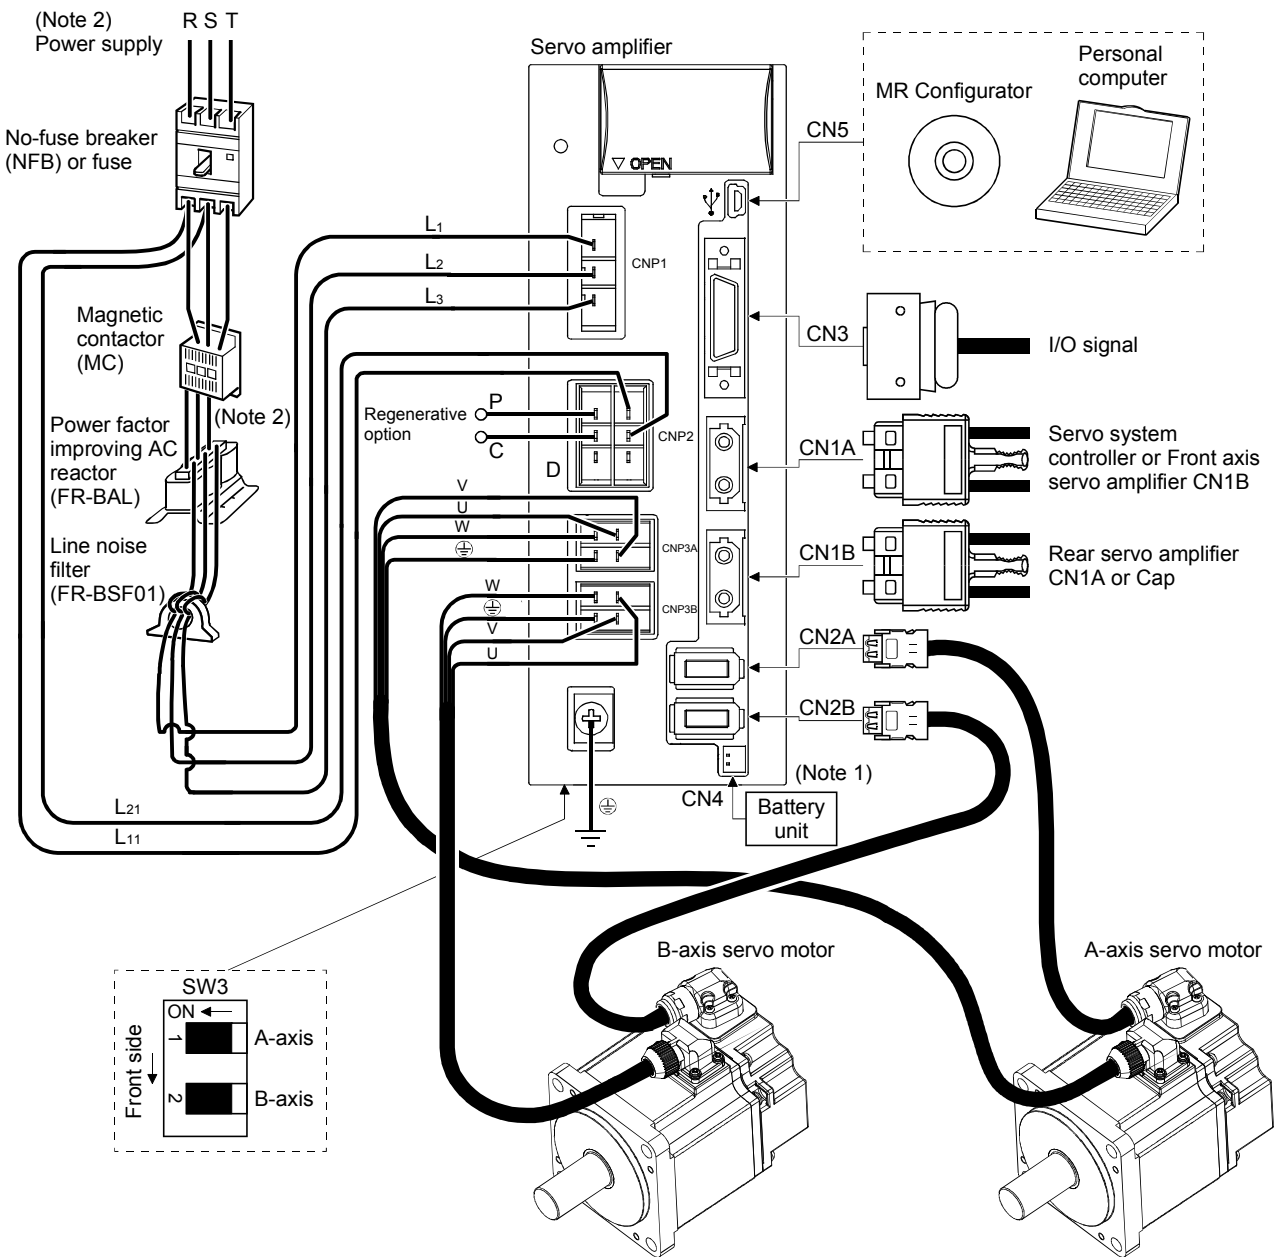 (Note 2)
Power supply
R S T
Servo amplifier
Personal
computer
MR Configurator
No-fuse breaker
(NFB) or fuse
CN5
OPEN
L1
CNP1
L2
L3
Magnetic
contactor
(MC)
CN3
I/O signal
(Note 2)
Power factor
improving AC
reactor
(FR-BAL)
Regenerative
option
P
C
D
CNP2
CN1A
Servo system
controller or Front axis
servo amplifier CN1B
V
U
W
CNP3A
Line noise
filter
(FR-BSF01)
CN1B
Rear servo amplifier
CN1A or Cap
W
V
U
CNP3B
CN2A
CN2B
(Note 1)
CN4
Battery
unit
L21
L11
B-axis servo motor
A-axis servo motor
SW3
ON
1
A-axis
2
B-axis
Front side